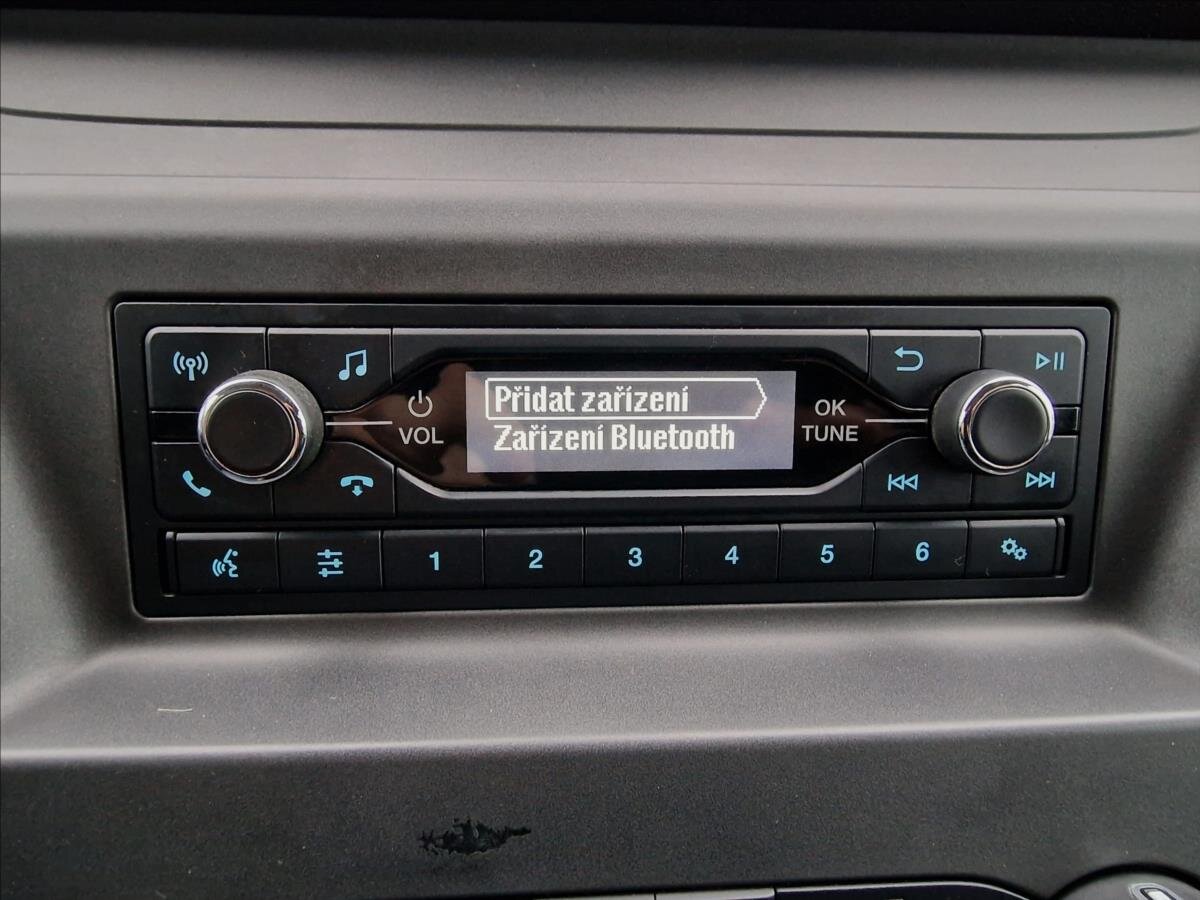 Přidat zařízení
Zařízení Bluetooth
VOL
OK
TUNE
1 2 3 4 5 6